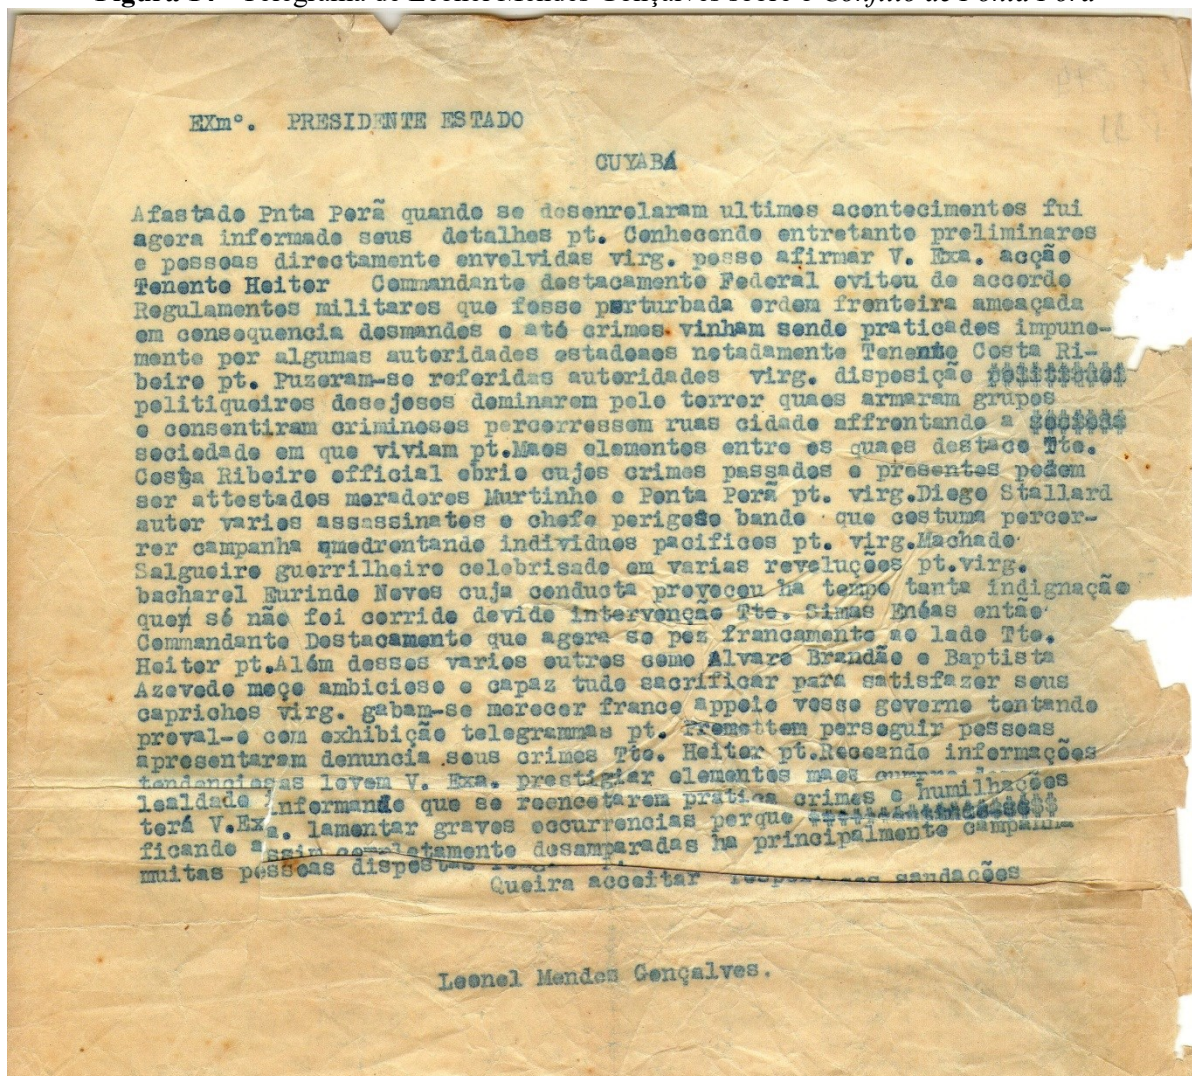 EXmº. PRESIDENTE ESTADO
CUYABÁ
Afastado Pnta Porã quando se desenrolaram ultimos acontecimentos fui
agora informado seus detalhes pt. Conhecendo entretanto preliminares
e pessoas directamente envolvidas virg. posso afirmar V. Exa. acção
Tenente Heitor Commandante destacamento Federal evitou de accordo
Regulamentos militares que fosse perturbada ordem fronteira ameaçada
em consequencia desmandos e até crimes vinham sendo praticados impune-
mente por algumas autoridades estadoaes notadamente Tenente Costa Ri-
beiro pt. Puzeram-se referidas autoridades virg. disposição
politiqueiros desejosos dominarem pelo terror quaes armaram grupos
e consentiram criminosos percorressem ruas cidade affrontando a
sociedade em que viviam pt.Maos elementos entre os quaes destaco Tte.
Costa Ribeiro official ebrio cujos crimes passados e presentes podem
ser attestados moradores Murtinho e Ponta Porã pt. virg.Diogo Stallard
autor varios assassinatos e chefe perigoso bando que costuma percor-
rer campanha amedrontando individuos pacificos pt. virg.Machado
Salgueiro guerrilheiro celebrisado em varias revoluções pt.virg.
bacharel Eurindo Neves cuja conducta provocou ha tempo tanta indignação
que só não foi corrido devido intervenção Tte. Simas Enéas então
Commandante Destacamento que agora se poz francamente ao lado Tte.
Heitor pt.Além desses varios outros como Alvaro Brandão e Baptista
Azevedo moço ambicioso e capaz tudo sacrificar para satisfazer seus
caprichos virg. gabam-se merecer franco appoio vosso governo tentando
proval-o com exhibição telegrammas pt. Promettem perseguir pessoas
apresentaram denuncia seus crimes Tte. Heitor pt.Receando informações
tendenciosas levem V. Exa. prestigiar elementos maos
lealdade informando que se reencetarem pratica crimes e humilhações
terá V.Exa. lamentar graves occurrencias porque
ficando assim completamente desamparadas ha principalmente campanha
muitas pessoas dispostas
Queira acceitar saudações
Leonel Mendes Gonçalves.